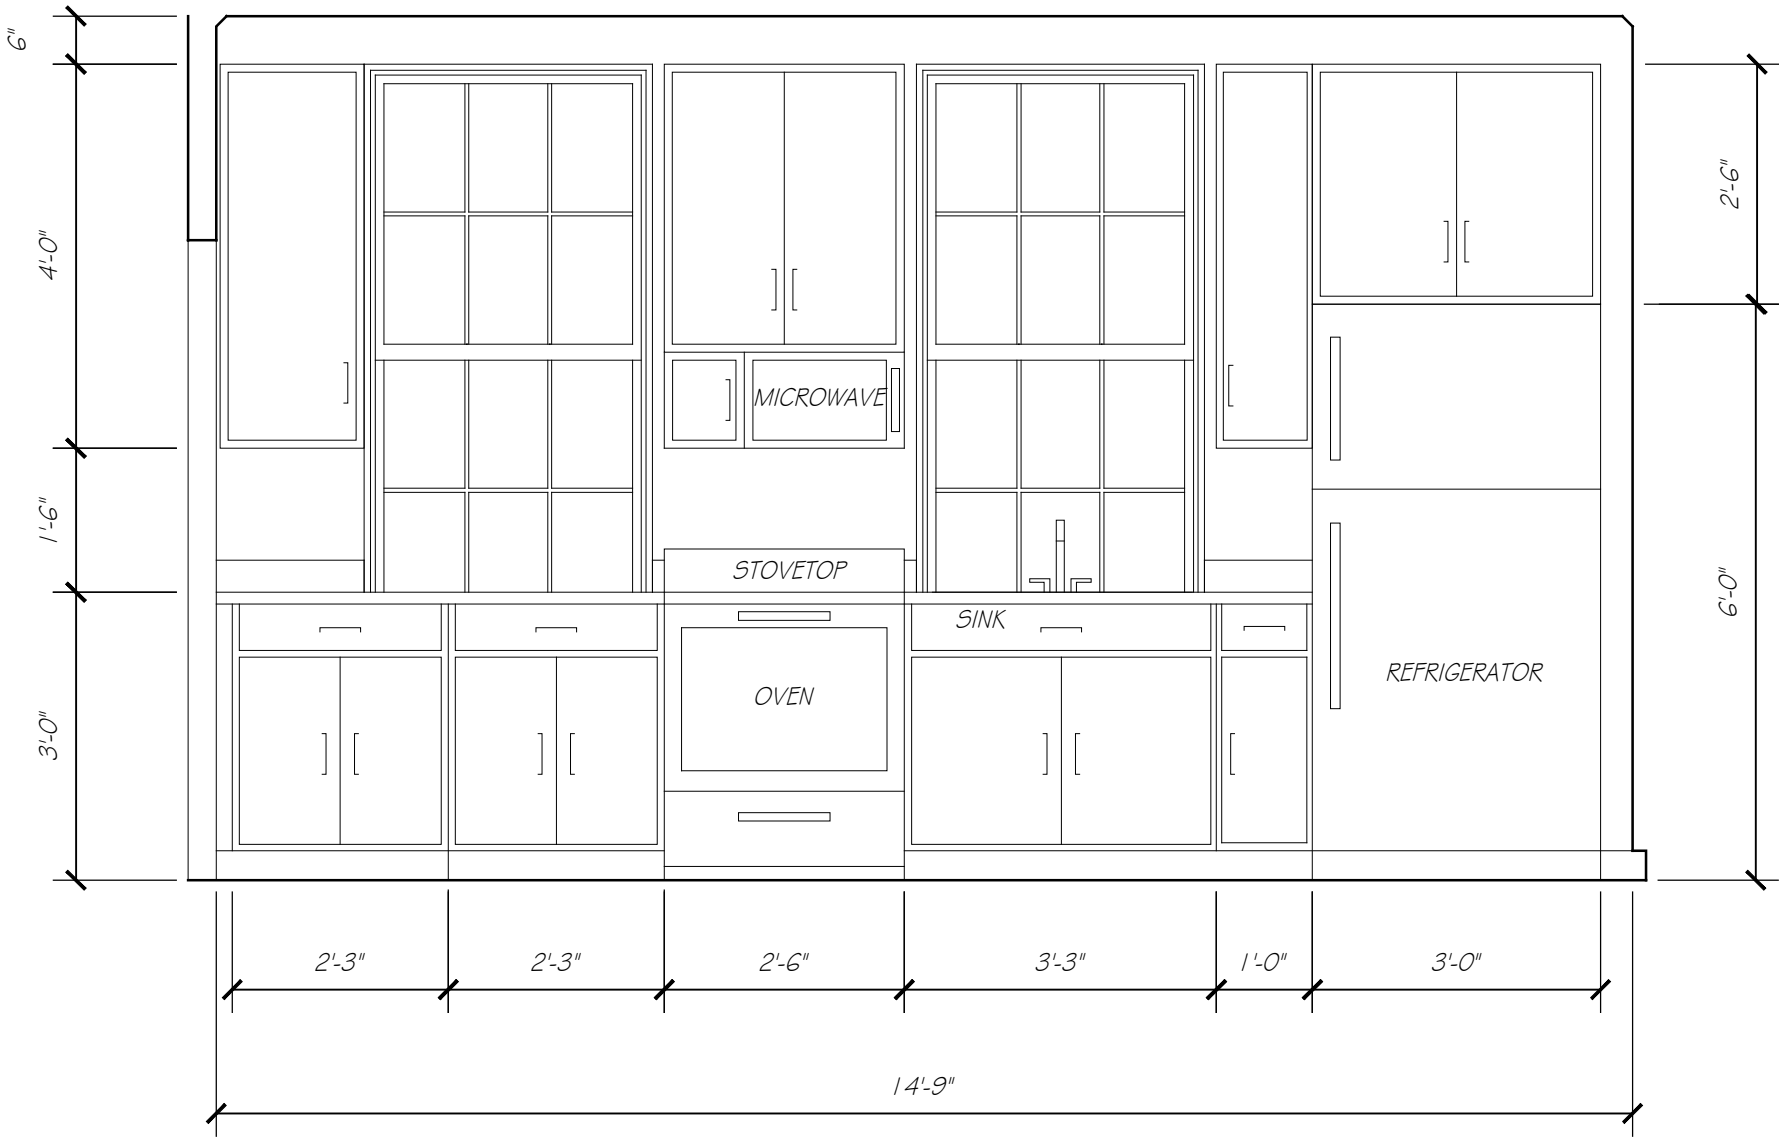 6"
4'-0"
2'-6"
MICROWAVE
1'-6"
STOVETOP
6'-0"
SINK
REFRIGERATOR
OVEN
3'-0"
2'-3"
2'-3"
2'-6"
3'-3"
1'-0"
3'-0"
14'-9"